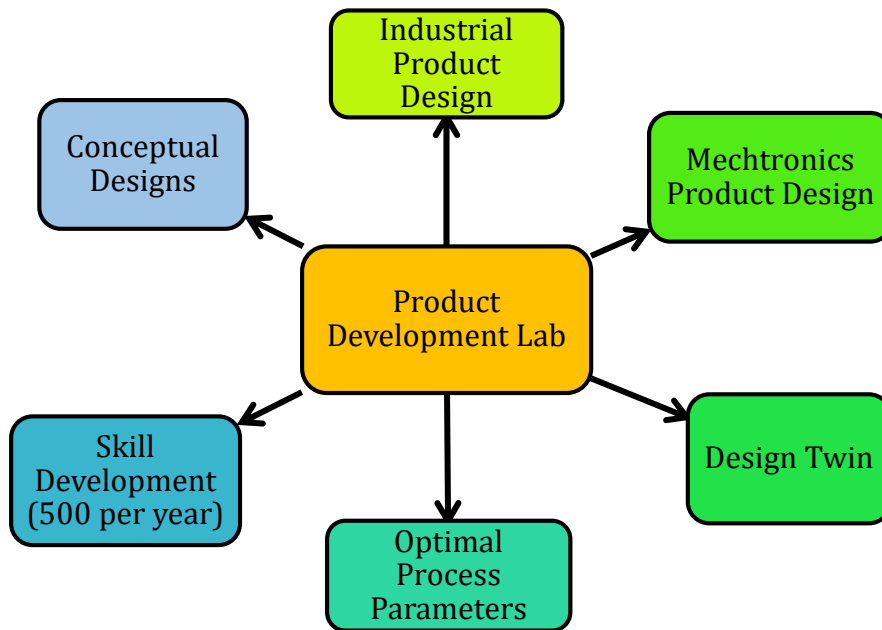 Industrial
Product
Design
Conceptual
Designs
Mechtronics
Product Design
Product
Development Lab
Skill
Development
(500 per year)
Design Twin
Optimal
Process
Parameters